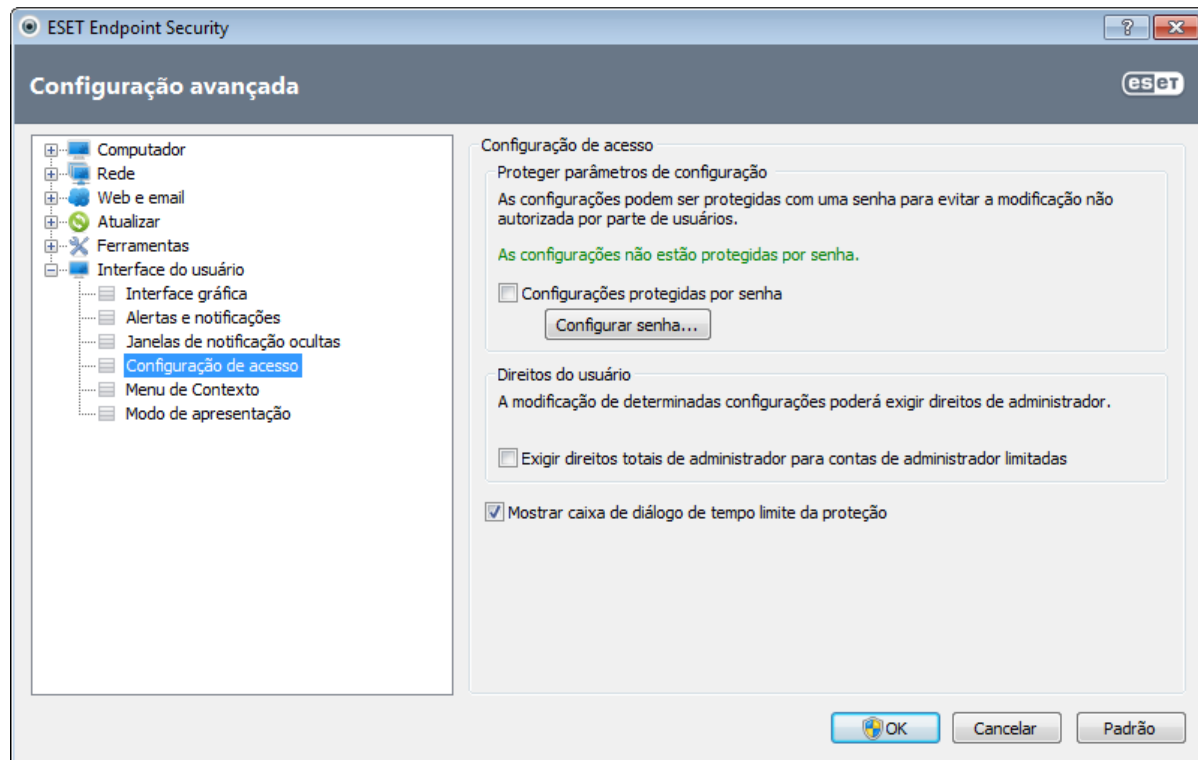 ESET Endpoint Security
?
Configuração avançada
eseT
Computador
Rede
Web e email
Atualizar
Ferramentas
Interface do usuário
Interface gráfica
Alertas e notificações
Janelas de notificação ocultas
Configuração de acesso
Menu de Contexto
Modo de apresentação
Configuração de acesso
Proteger parâmetros de configuração
As configurações podem ser protegidas com uma senha para evitar a modificação não
autorizada por parte de usuários.
As configurações não estão protegidas por senha.
Configurações protegidas por senha
Configurar senha...
Direitos do usuário
A modificação de determinadas configurações poderá exigir direitos de administrador.
Exigir direitos totais de administrador para contas de administrador limitadas
Mostrar caixa de diálogo de tempo limite da proteção
OK
Cancelar
Padrão